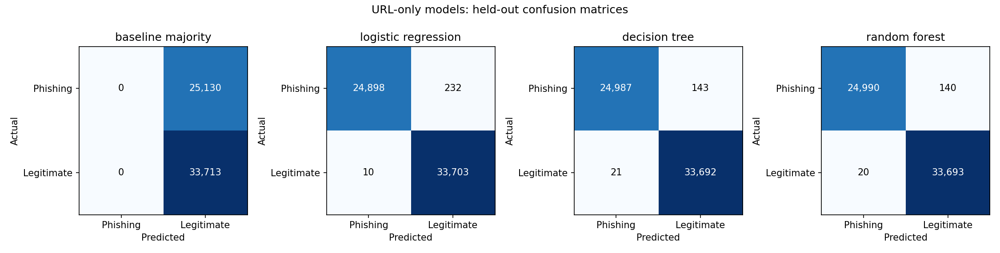 URL-only models: held-out confusion matrices
baseline majority
Actual
Phishing
Legitimate
0
25,130
0
33,713
Phishing
Legitimate
Predicted
logistic regression
Actual
Phishing
Legitimate
24,898
232
10
33,703
Phishing
Legitimate
Predicted
decision tree
Actual
Phishing
Legitimate
24,987
143
21
33,692
Phishing
Legitimate
Predicted
random forest
Actual
Phishing
Legitimate
24,990
140
20
33,693
Phishing
Legitimate
Predicted